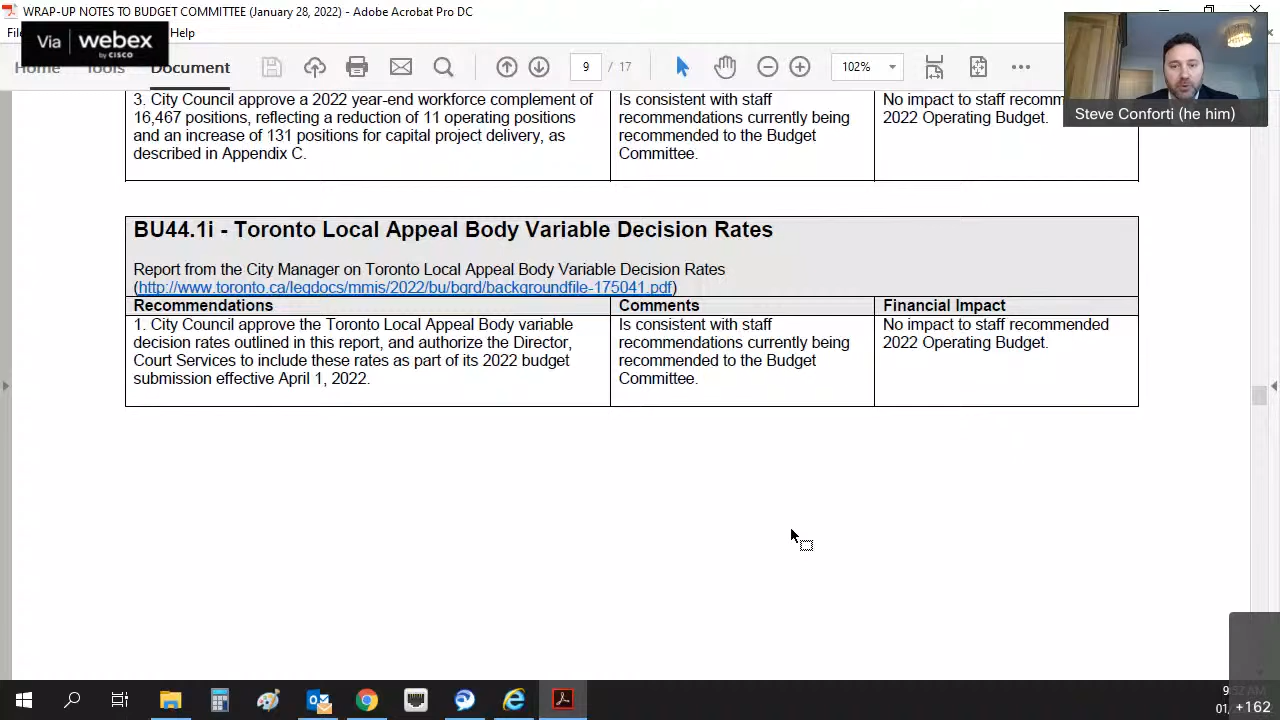 WRAP-UP NOTES TO BUDGET COMMITTEE (January 28, 2022) - Adobe Acrobat Pro DC
Help
Via webex
by CISCO
Home Tools Document
9 / 17
102%
Steve Conforti (he him)
3. City Council approve a 2022 year-end workforce complement of
16,467 positions, reflecting a reduction of 11 operating positions
and an increase of 131 positions for capital project delivery, as
described in Appendix C.
Is consistent with staff
recommendations currently being
recommended to the Budget
Committee.
No impact to staff recomm
2022 Operating Budget.
BU44.1i - Toronto Local Appeal Body Variable Decision Rates
Report from the City Manager on Toronto Local Appeal Body Variable Decision Rates
(http://www.toronto.ca/legdocs/mmis/2022/bu/bgrd/backgroundfile-175041.pdf)
Recommendations
Comments
Financial Impact
1. City Council approve the Toronto Local Appeal Body variable
decision rates outlined in this report, and authorize the Director,
Court Services to include these rates as part of its 2022 budget
submission effective April 1, 2022.
Is consistent with staff
recommendations currently being
recommended to the Budget
Committee.
No impact to staff recommended
2022 Operating Budget.
+162